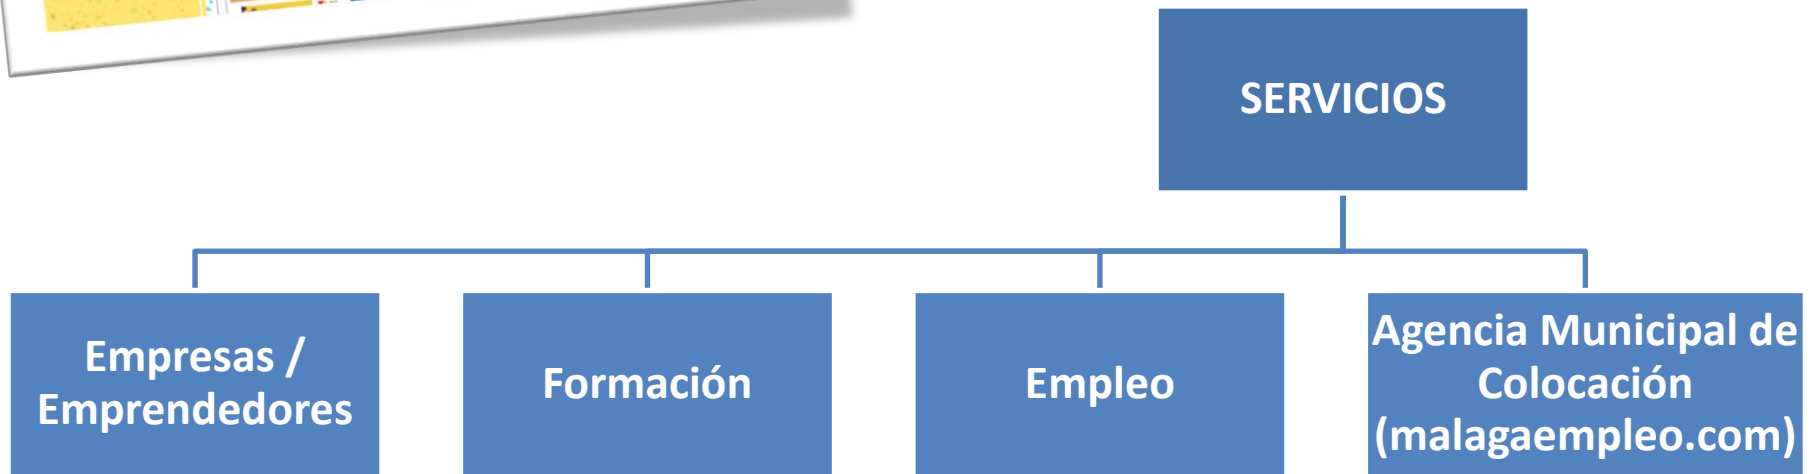 SERVICIOS
Empresas /
Emprendedores
Formación
Empleo
Agencia Municipal de
Colocación
(malagaempleo.com)